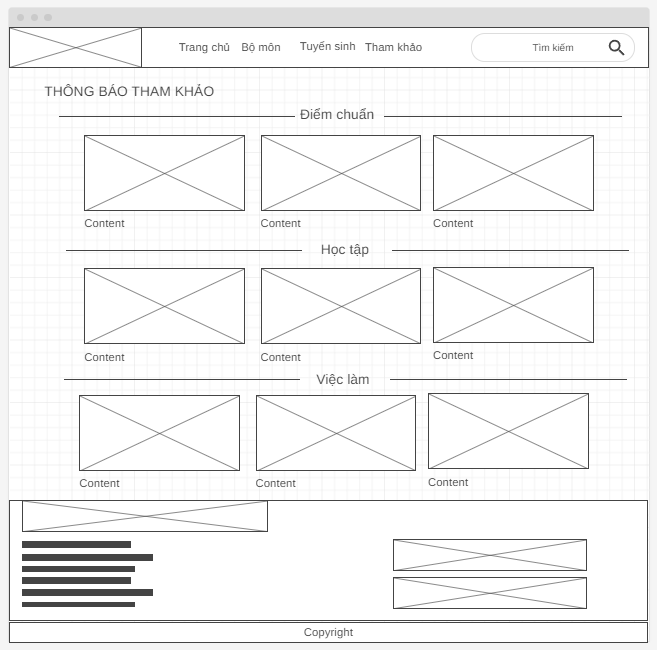 Trang chủ Bộ môn Tuyển sinh Tham khảo Tìm kiếm
THÔNG BÁO THAM KHẢO
Điểm chuẩn
Content Content Content
Học tập
Content Content Content
Việc làm
Content Content Content
Copyright